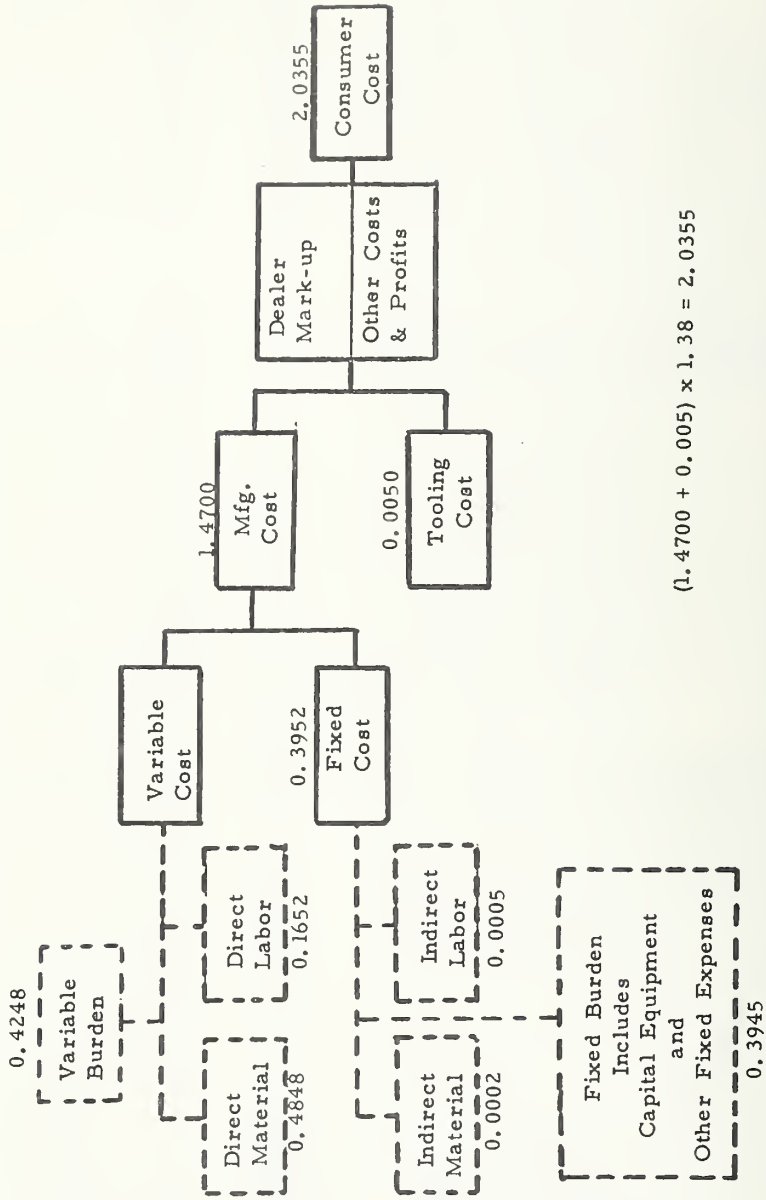 0.4248
Variable
Burden
Direct
Material
0.4848
Direct
Labor
0.1652
Variable
Cost
Indirect
Material
0.0002
Indirect
Labor
0.0005
0.3952
Fixed
Cost
Fixed Burden
Includes
Capital Equipment
and
Other Fixed Expenses
0.3945
1.4700
Mfg.
Cost
0.0050
Tooling
Cost
Dealer
Mark-up
Other Costs
& Profits
2.0355
Consumer
Cost
(1.4700 + 0.005) x 1.38 = 2.0355